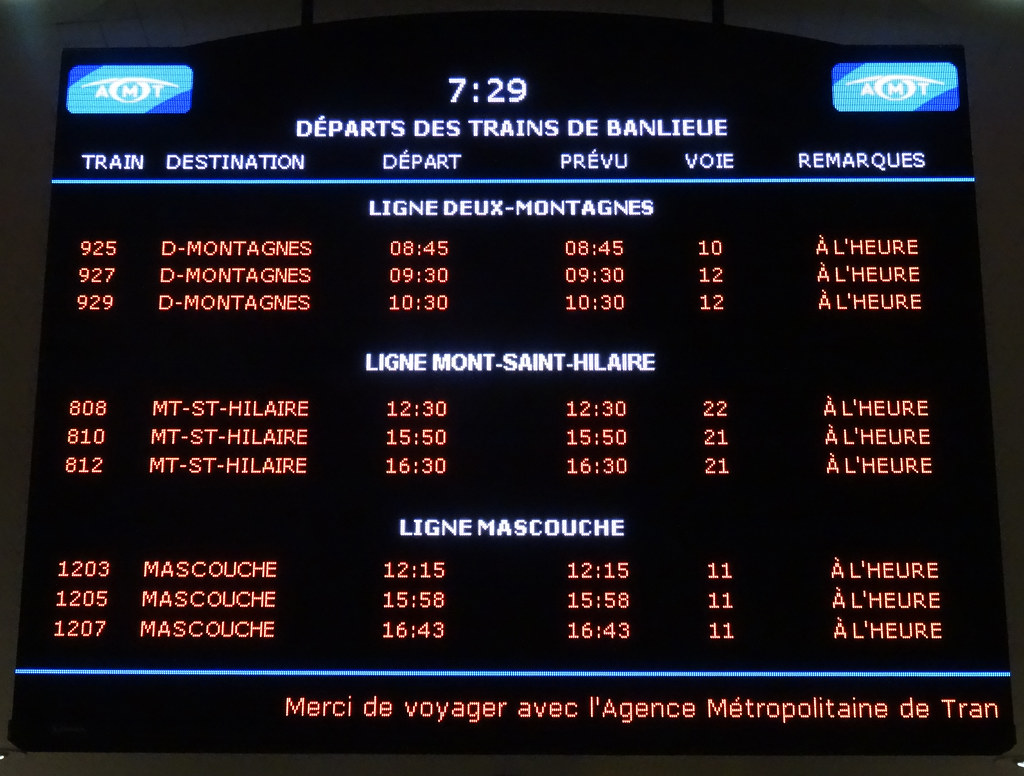 AMT 7:29 AMT
DÉPARTS DES TRAINS DE BANLIEUE
TRAIN DESTINATION DÉPART PRÉVU VOIE REMARQUES
LIGNE DEUX-MONTAGNES
925 D-MONTAGNES 08:45 08:45 10 À L'HEURE
927 D-MONTAGNES 09:30 09:30 12 À L'HEURE
929 D-MONTAGNES 10:30 10:30 12 À L'HEURE
LIGNE MONT-SAINT-HILAIRE
808 MT-ST-HILAIRE 12:30 12:30 22 À L'HEURE
810 MT-ST-HILAIRE 15:50 15:50 21 À L'HEURE
812 MT-ST-HILAIRE 16:30 16:30 21 À L'HEURE
LIGNE MASCOUCHE
1203 MASCOUCHE 12:15 12:15 11 À L'HEURE
1205 MASCOUCHE 15:58 15:58 11 À L'HEURE
1207 MASCOUCHE 16:43 16:43 11 À L'HEURE
Merci de voyager avec l'Agence Métropolitaine de Tran